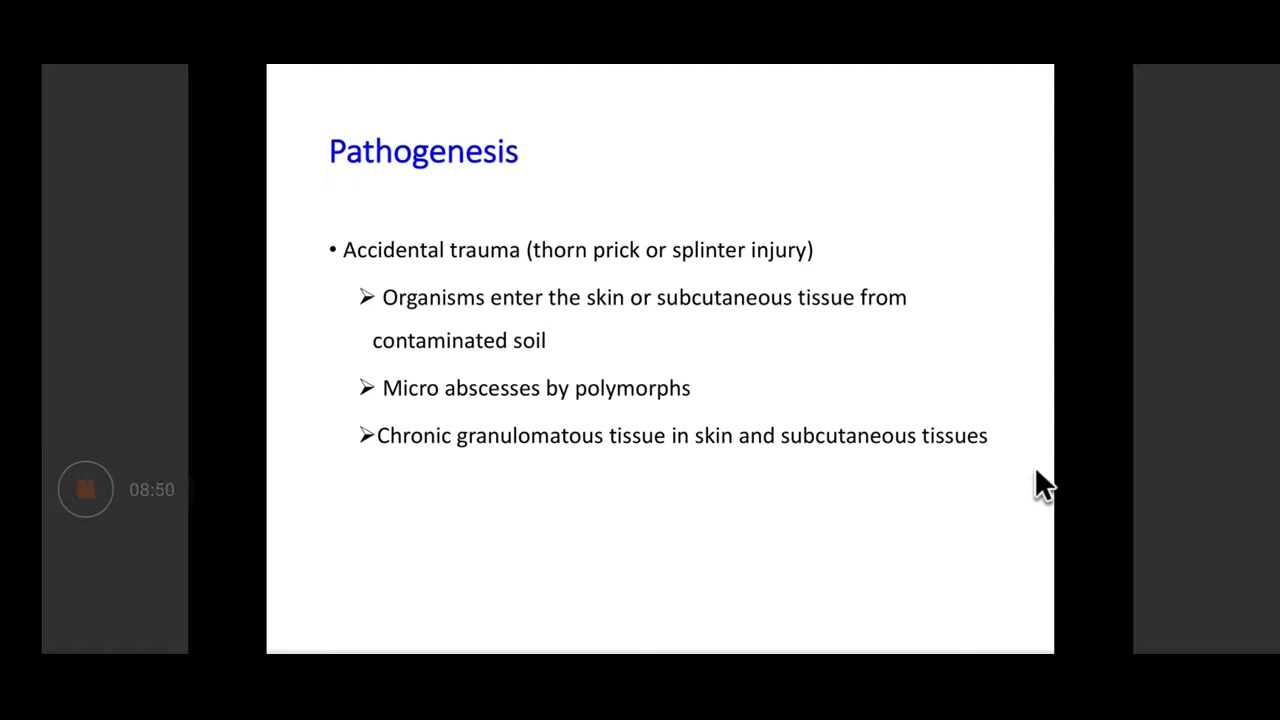 Pathogenesis
• Accidental trauma (thorn prick or splinter injury)
➢ Organisms enter the skin or subcutaneous tissue from
contaminated soil
➢ Micro abscesses by polymorphs
➢Chronic granulomatous tissue in skin and subcutaneous tissues
08:50